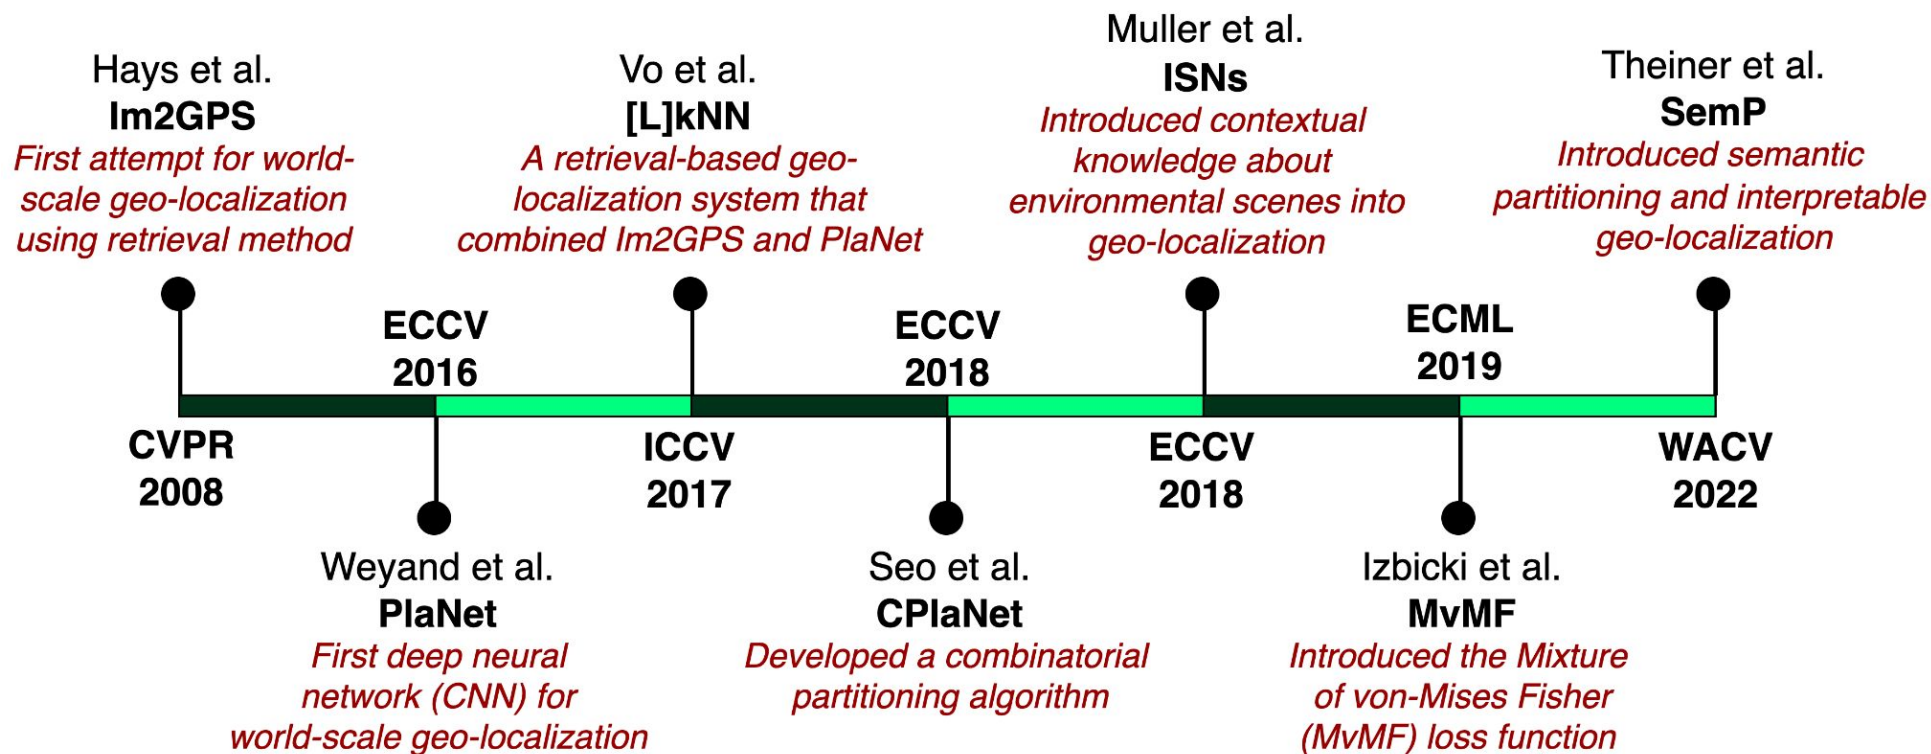 Hays et al.
Im2GPS
First attempt for world-
scale geo-localization
using retrieval method
CVPR
2008
ECCV
2016
Weyand et al.
PlaNet
First deep neural
network (CNN) for
world-scale geo-localization
Vo et al.
[L]kNN
A retrieval-based geo-
localization system that
combined Im2GPS and PlaNet
ICCV
2017
ECCV
2018
Seo et al.
CPlaNet
Developed a combinatorial
partitioning algorithm
Muller et al.
ISNs
Introduced contextual
knowledge about
environmental scenes into
geo-localization
ECCV
2018
ECML
2019
Izbicki et al.
MvMF
Introduced the Mixture
of von-Mises Fisher
(MvMF) loss function
Theiner et al.
SemP
Introduced semantic
partitioning and interpretable
geo-localization
WACV
2022